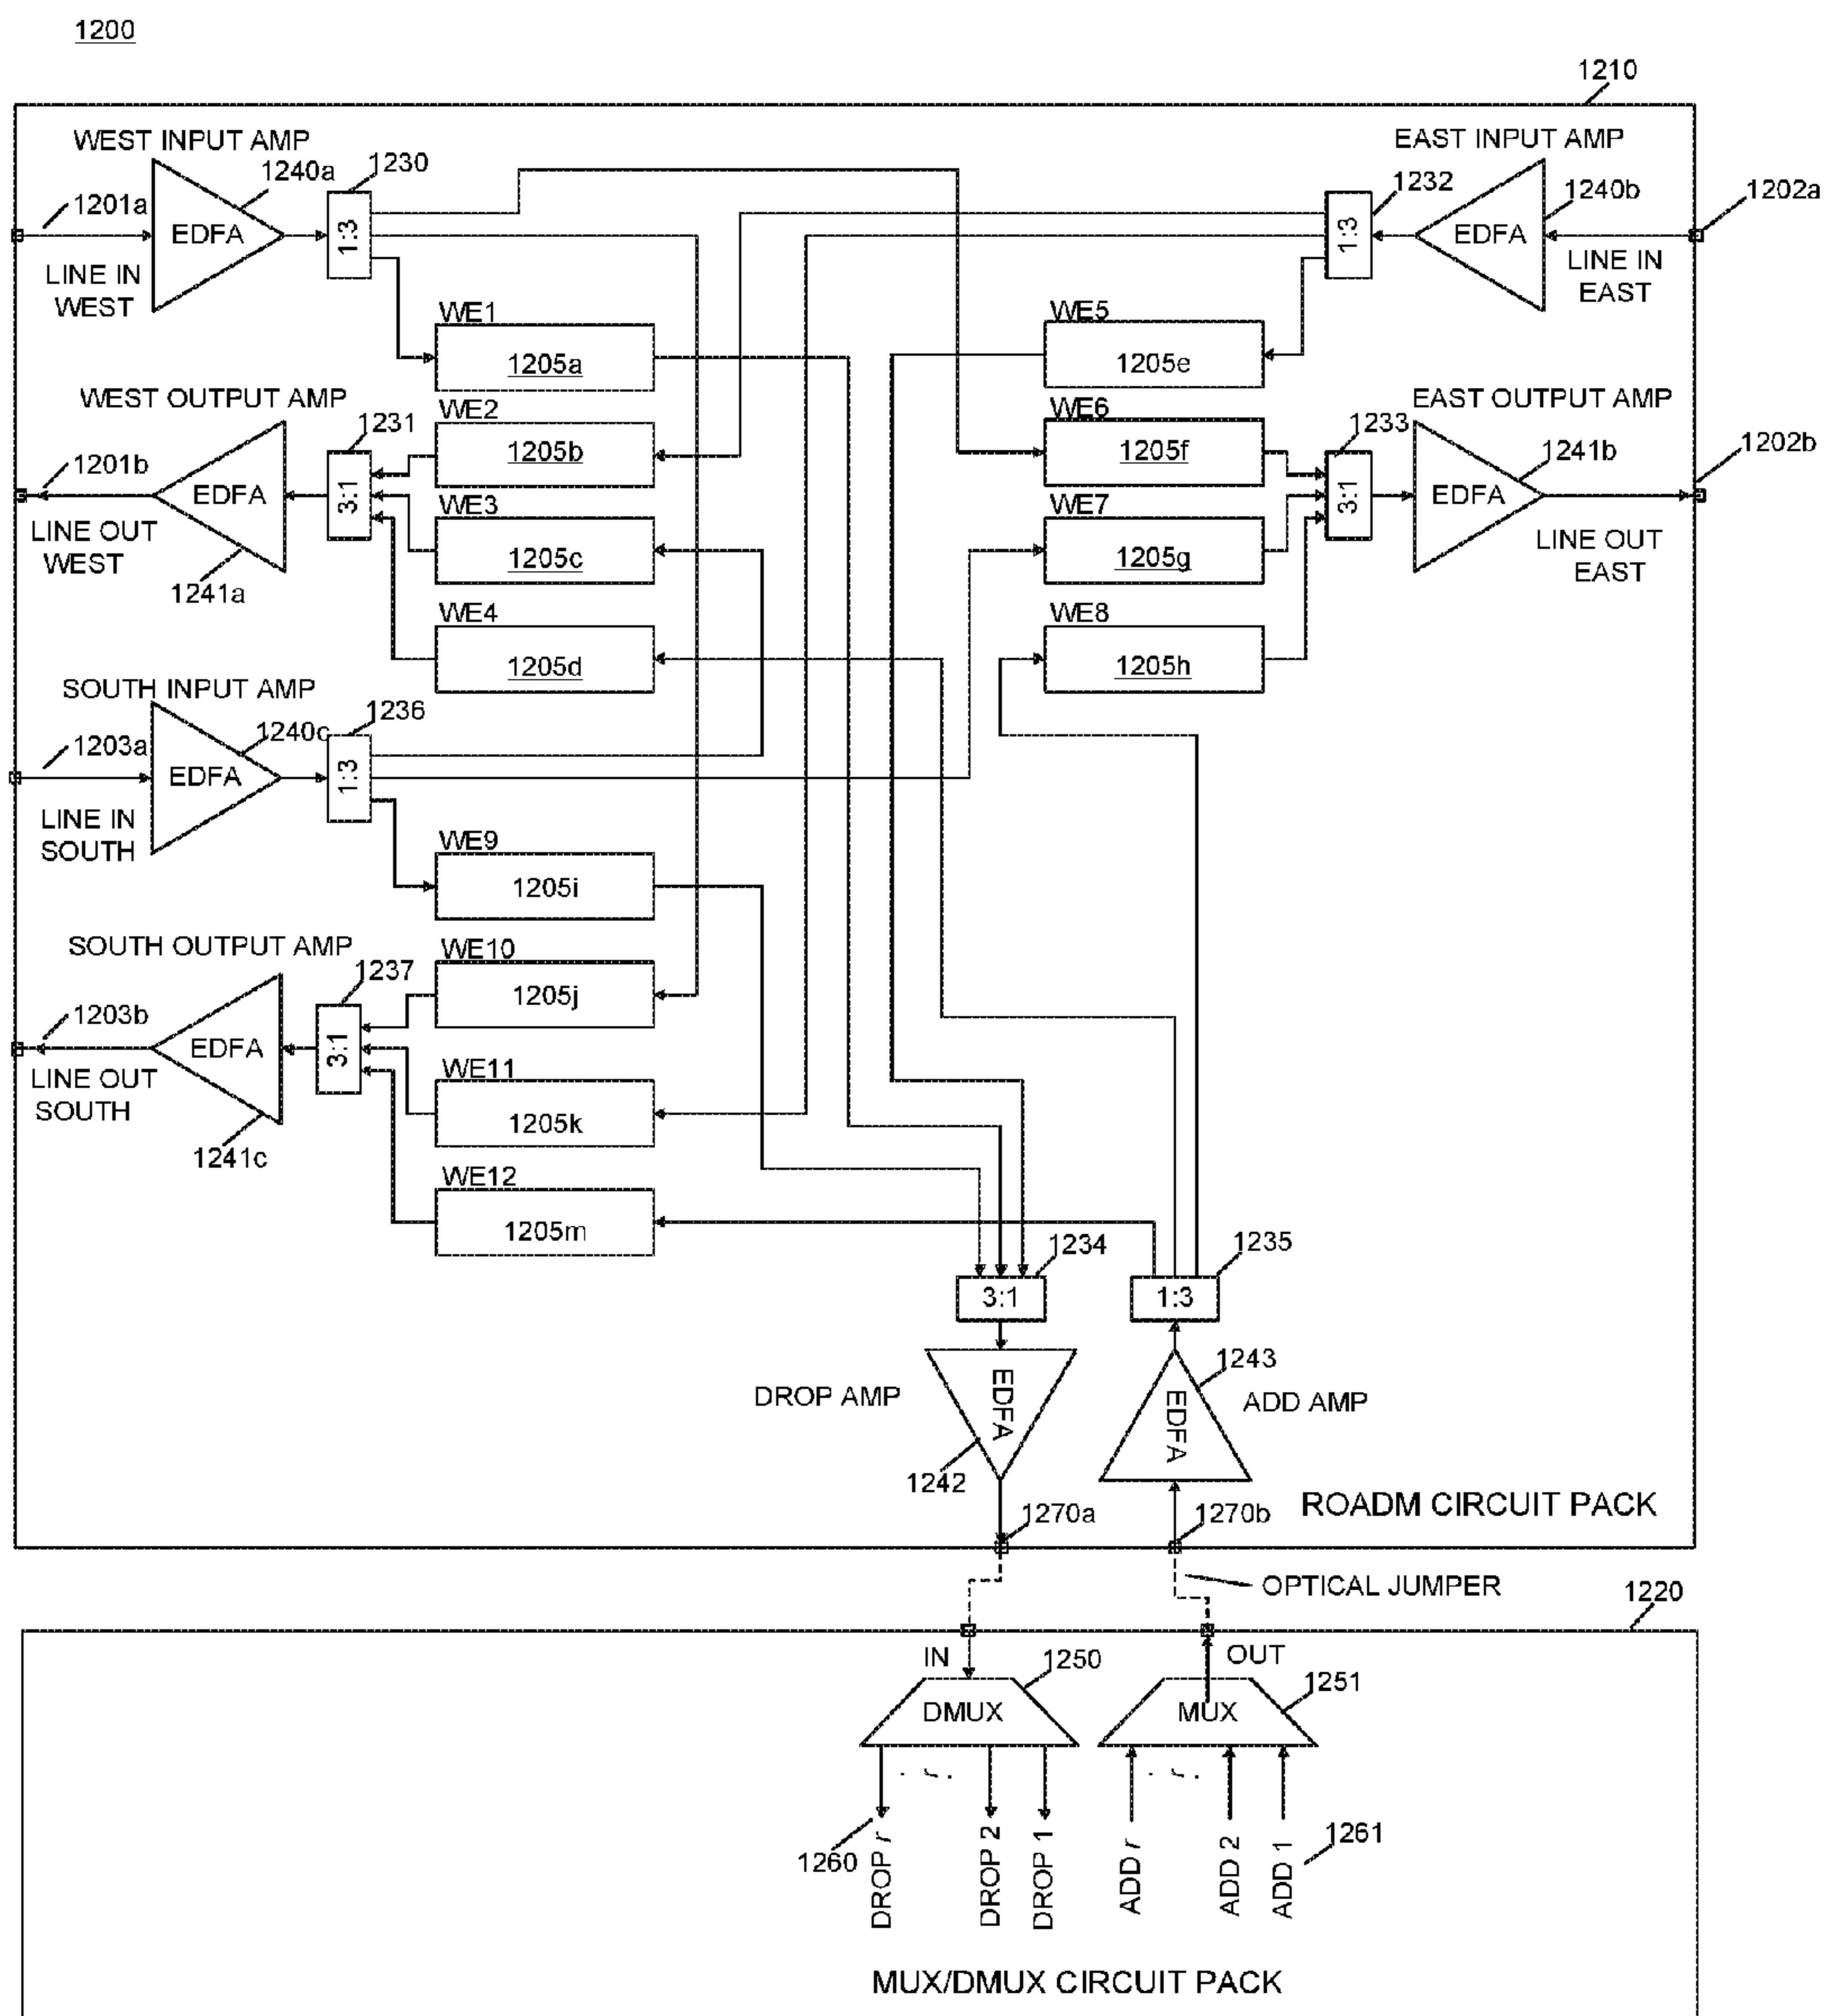 1200
1210
WEST INPUT AMP
1240a
1230
1201a
EDFA
1:3
LINE IN
WEST
EAST INPUT AMP
1232
1240b
1202a
1:3
EDFA
LINE IN
EAST
WE1
1205a
WE5
1205e
WEST OUTPUT AMP
1231
1201b
EDFA
3:1
LINE OUT
WEST
1241a
WE2
1205b
WE3
1205c
WE4
1205d
WE6
1205f
WE7
1205g
WE8
1205h
EAST OUTPUT AMP
1233
1241b
1202b
3:1
EDFA
LINE OUT
EAST
SOUTH INPUT AMP
1240c
1236
1203a
EDFA
1:3
LINE IN
SOUTH
WE9
1205i
SOUTH OUTPUT AMP
1237
1203b
EDFA
3:1
LINE OUT
SOUTH
1241c
WE10
1205j
WE11
1205k
WE12
1205m
1234
3:1
1235
1:3
DROP AMP
EDFA
1242
1243
EDFA
ADD AMP
ROADM CIRCUIT PACK
1270a
1270b
OPTICAL JUMPER
1220
IN
1250
OUT
1251
DMUX
MUX
. r .
. r .
1260
DROP r
DROP 2
DROP 1
ADD r
ADD 2
ADD 1
1261
MUX/DMUX CIRCUIT PACK